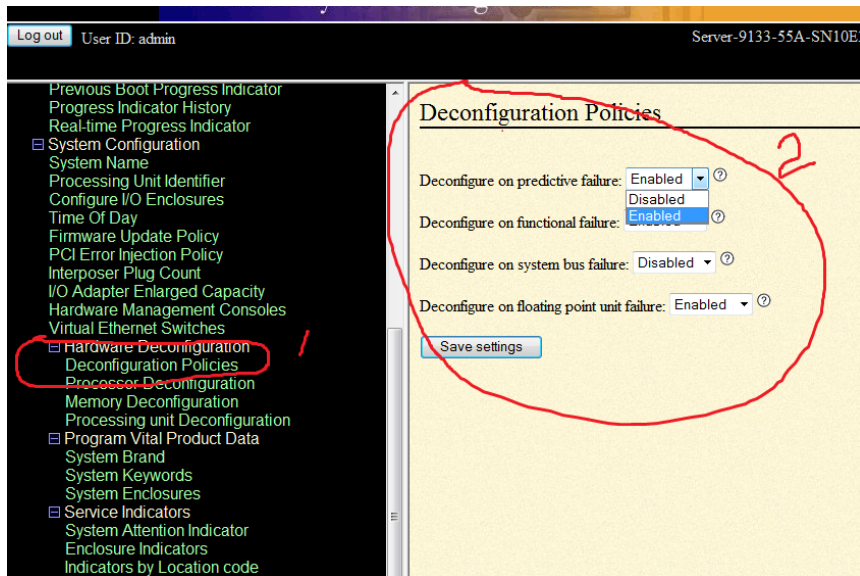 Log out User ID: admin Server-9133-55A-SN10E
Previous Boot Progress Indicator
Progress Indicator History
Real-time Progress Indicator
System Configuration
System Name
Processing Unit Identifier
Configure I/O Enclosures
Time Of Day
Firmware Update Policy
PCI Error Injection Policy
Interposer Plug Count
I/O Adapter Enlarged Capacity
Hardware Management Consoles
Virtual Ethernet Switches
Hardware Deconfiguration
Deconfiguration Policies
Processor Deconfiguration
Memory Deconfiguration
Processing unit Deconfiguration
Program Vital Product Data
System Brand
System Keywords
System Enclosures
Service Indicators
System Attention Indicator
Enclosure Indicators
Indicators by Location code
1
Deconfiguration Policies
2
Deconfigure on predictive failure: Enabled
Disabled
Enabled
Deconfigure on functional failure:
Deconfigure on system bus failure: Disabled
Deconfigure on floating point unit failure: Enabled
Save settings